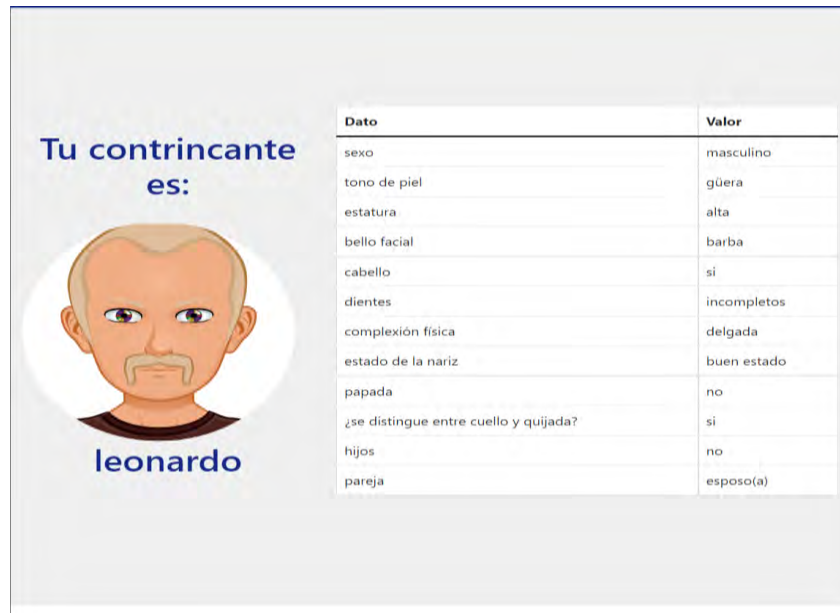 Tu contrincante
es:
leonardo
Dato Valor
sexo masculino
tono de piel güera
estatura alta
bello facial barba
cabello si
dientes incompletos
complexión física delgada
estado de la nariz buen estado
papada no
¿se distingue entre cuello y quijada? si
hijos no
pareja esposo(a)